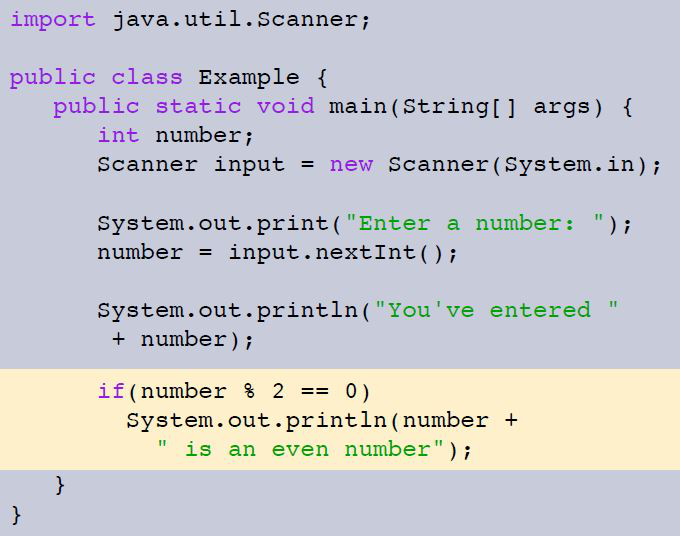 import java.util.Scanner;
public class Example {
public static void main(String[] args) {
int number;
Scanner input = new Scanner(System.in);
System.out.print("Enter a number: ");
number = input.nextInt();
System.out.println("You've entered "
+ number);
if(number % 2 == 0)
System.out.println(number +
" is an even number");
}
}